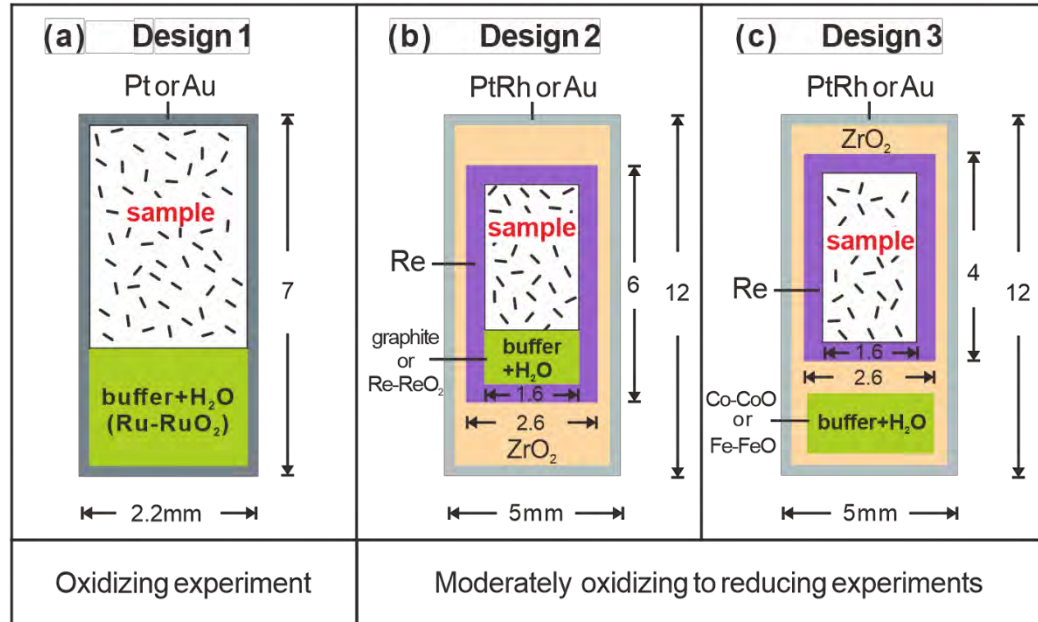 (a) Design 1
Pt or Au
sample
7
buffer+H₂O
(Ru-RuO₂)
2.2mm
Oxidizing experiment
(b) Design 2
PtRh or Au
sample
Re
6
12
graphite
or
Re-ReO₂
buffer
+H₂O
1.6
2.6
ZrO₂
5mm
(c) Design 3
PtRh or Au
ZrO₂
sample
Re
4
12
1.6
2.6
Co-CoO
or
Fe-FeO
buffer+H₂O
5mm
Moderately oxidizing to reducing experiments